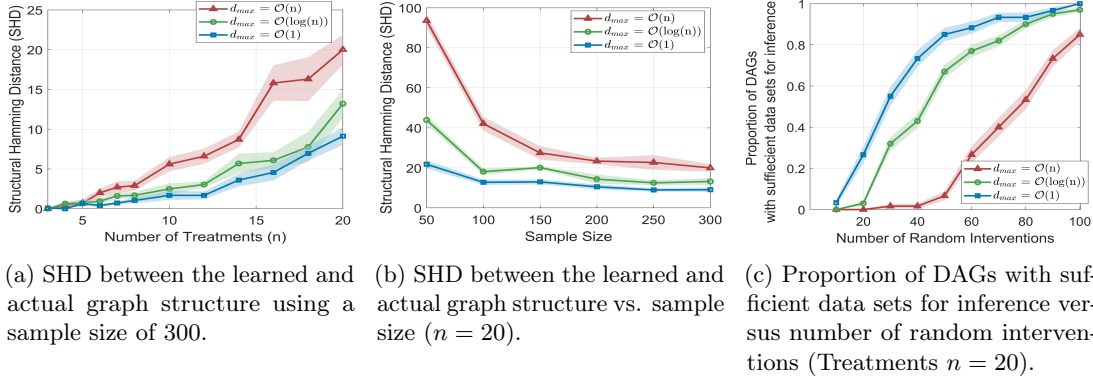 Structural Hamming Distance (SHD)
25
20
15
10
5
0
5
10
15
20
Number of Treatments (n)
d_max = O(n)
d_max = O(log(n))
d_max = O(1)
Structural Hamming Distance (SHD)
100
80
60
40
20
0
50
100
150
200
250
300
Sample Size
d_max = O(n)
d_max = O(log(n))
d_max = O(1)
Proportion of DAGs
with suffiecient data sets for inference
1
0.8
0.6
0.4
0.2
0
20
40
60
80
100
Number of Random Interventions
d_max = O(n)
d_max = O(log(n))
d_max = O(1)
(a) SHD between the learned and
actual graph structure using a
sample size of 300.
(b) SHD between the learned and
actual graph structure vs. sample
size (n = 20).
(c) Proportion of DAGs with suf-
ficient data sets for inference ver-
sus number of random interven-
tions (Treatments n = 20).